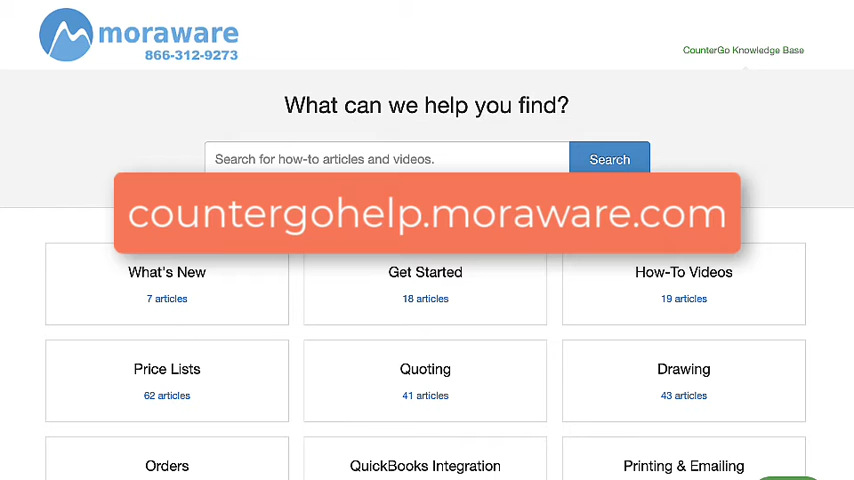 moraware
866-312-9273
CounterGo Knowledge Base
What can we help you find?
Search for how-to articles and videos.
Search
countergohelp.moraware.com
What's New
7 articles
Get Started
18 articles
How-To Videos
19 articles
Price Lists
62 articles
Quoting
41 articles
Drawing
43 articles
Orders
QuickBooks Integration
Printing & Emailing